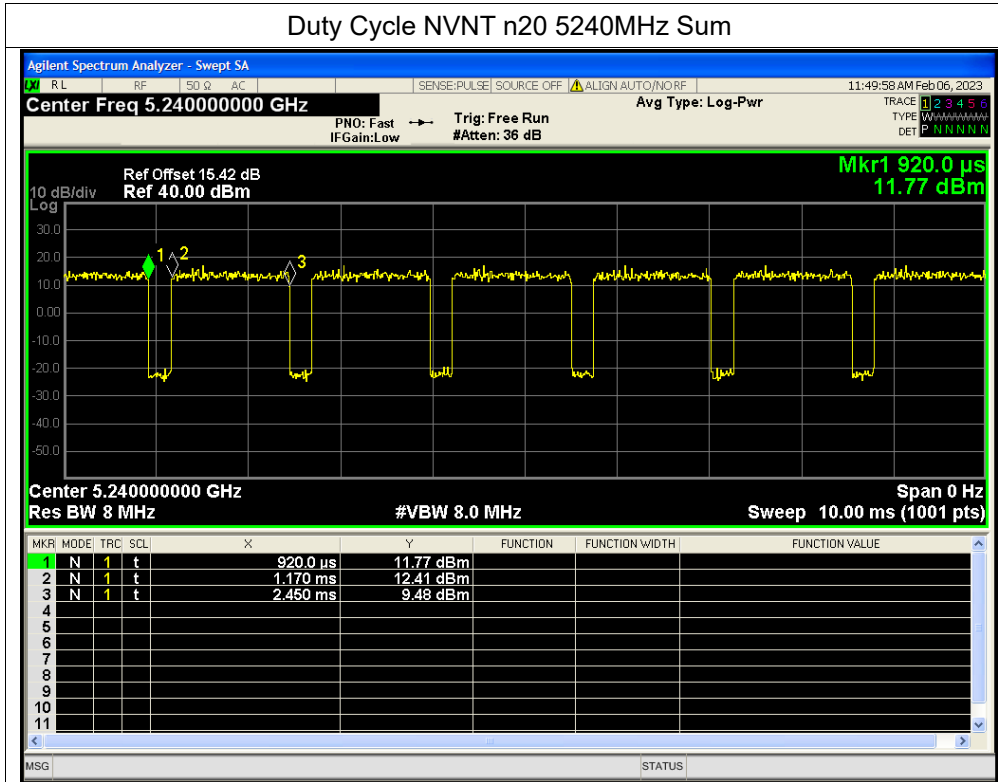 Duty Cycle NVNT n20 5240MHz Sum
Agilent Spectrum Analyzer - Swept SA
LXI RL RF 50 Ω AC SENSE:PULSE SOURCE OFF ALIGN AUTO/NO RF 11:49:58 AM Feb 06, 2023
Center Freq 5.240000000 GHz Avg Type: Log-Pwr TRACE 1 2 3 4 5 6
PNO: Fast Trig: Free Run TYPE WWWWWW
IFGain:Low #Atten: 36 dB DET P N N N N N
Mkr1 920.0 µs
Ref Offset 15.42 dB
10 dB/div Ref 40.00 dBm 11.77 dBm
Log
30.0
20.0
1 2 3
10.0
0.00
-10.0
-20.0
-30.0
-40.0
-50.0
Center 5.240000000 GHz Span 0 Hz
Res BW 8 MHz #VBW 8.0 MHz Sweep 10.00 ms (1001 pts)
MKR MODE TRC SCL X Y FUNCTION FUNCTION WIDTH FUNCTION VALUE
1 N 1 t 920.0 µs 11.77 dBm
2 N 1 t 1.170 ms 12.41 dBm
3 N 1 t 2.450 ms 9.48 dBm
4
5
6
7
8
9
10
11
MSG STATUS